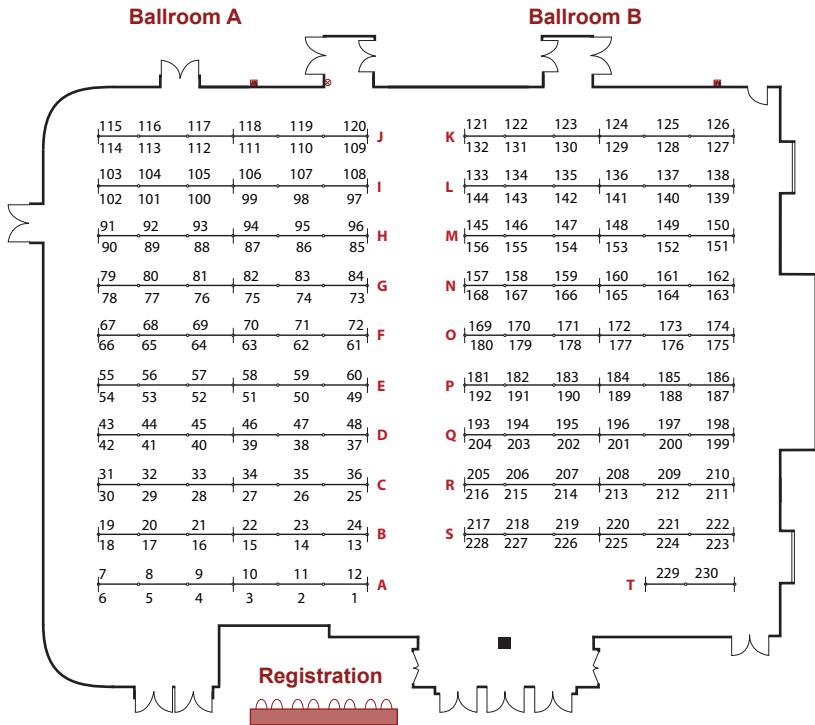 Ballroom A
Ballroom B
115 116 117 118 119 120
J
114 113 112 111 110 109
103 104 105 106 107 108
I
102 101 100 99 98 97
91 92 93 94 95 96
H
90 89 88 87 86 85
79 80 81 82 83 84
G
78 77 76 75 74 73
67 68 69 70 71 72
F
66 65 64 63 62 61
55 56 57 58 59 60
E
54 53 52 51 50 49
43 44 45 46 47 48
D
42 41 40 39 38 37
31 32 33 34 35 36
C
30 29 28 27 26 25
19 20 21 22 23 24
B
18 17 16 15 14 13
7 8 9 10 11 12
A
6 5 4 3 2 1
121 122 123 124 125 126
K
132 131 130 129 128 127
133 134 135 136 137 138
L
144 143 142 141 140 139
145 146 147 148 149 150
M
156 155 154 153 152 151
157 158 159 160 161 162
N
168 167 166 165 164 163
169 170 171 172 173 174
O
180 179 178 177 176 175
181 182 183 184 185 186
P
192 191 190 189 188 187
193 194 195 196 197 198
Q
204 203 202 201 200 199
205 206 207 208 209 210
R
216 215 214 213 212 211
217 218 219 220 221 222
S
228 227 226 225 224 223
229 230
T
Registration